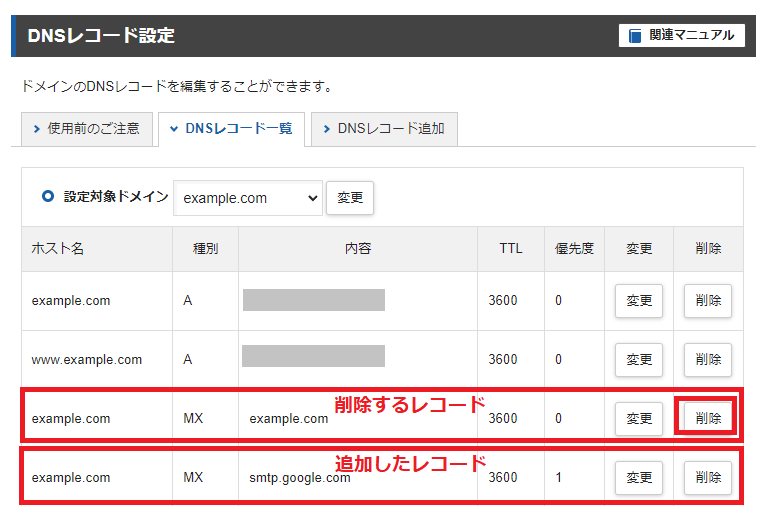 DNSレコード設定
関連マニュアル
ドメインのDNSレコードを編集することができます。
使用前のご注意 DNSレコード一覧 DNSレコード追加
設定対象ドメイン example.com 変更
ホスト名 種別 内容 TTL 優先度 変更 削除
example.com A 3600 0 変更 削除
www.example.com A 3600 0 変更 削除
削除するレコード
example.com MX example.com 3600 0 変更 削除
追加したレコード
example.com MX smtp.google.com 3600 1 変更 削除